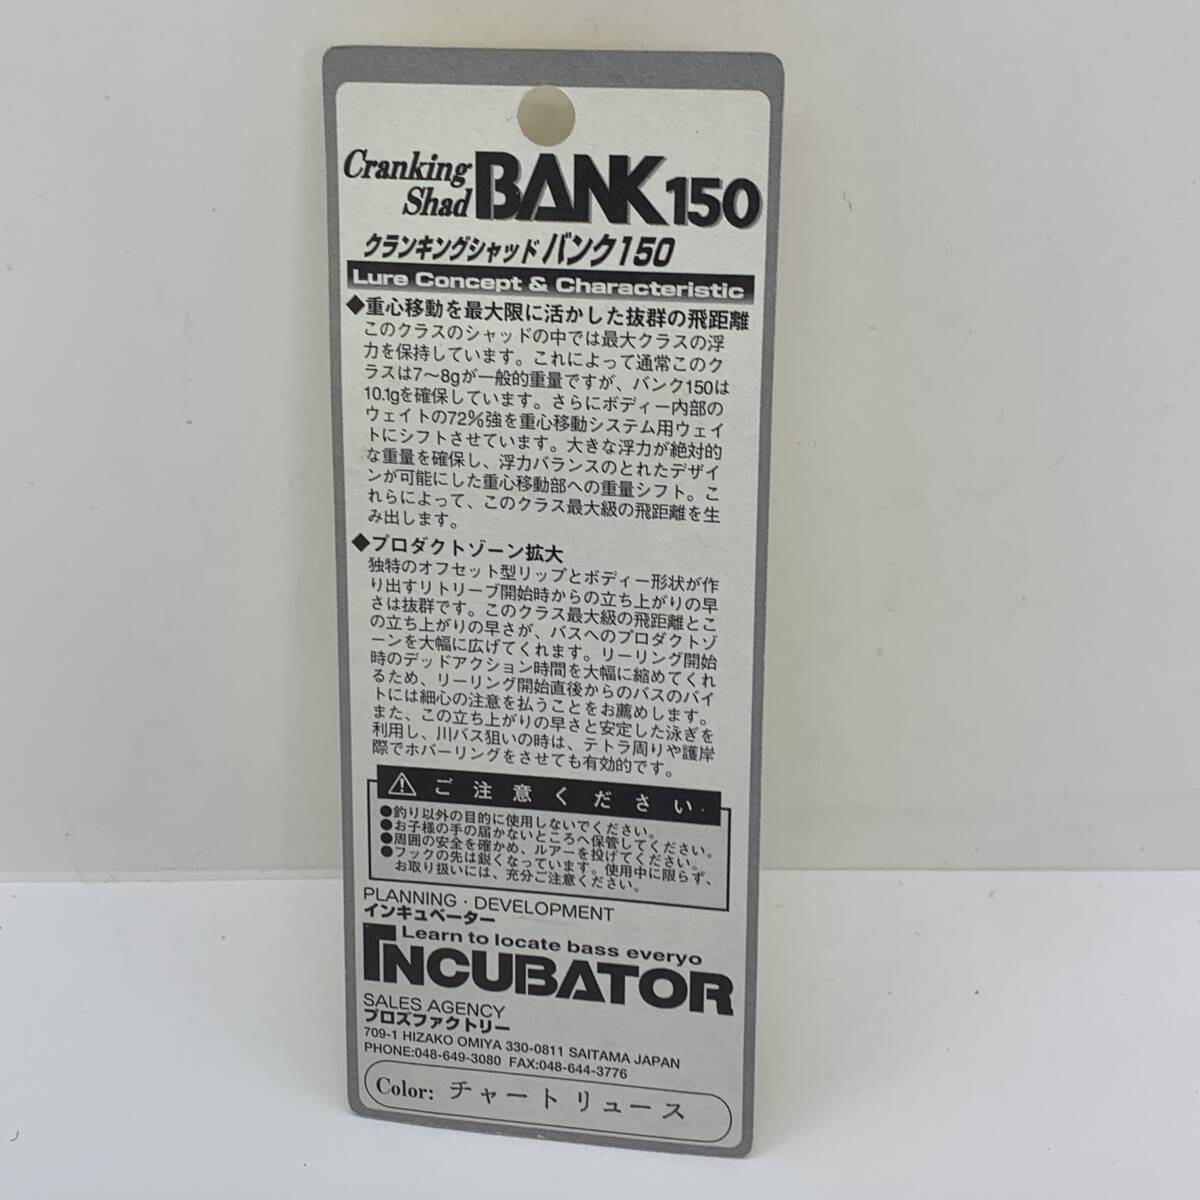 Cranking Shad BANK 150
クランキングシャッド バンク150
Lure Concept & Characteristic
◆重心移動を最大限に活かした抜群の飛距離
このクラスのシャッドの中では最大クラスの浮
力を保持しています。これによって通常このク
ラスは7〜8gが一般的重量ですが、バンク150は
10.1gを確保しています。さらにボディー内部の
ウェイトの72%強を重心移動システム用ウェイ
トにシフトさせています。大きな浮力が絶対的
な重量を確保し、浮力バランスのとれたデザイ
ンが可能にした重心移動部への重量シフト。こ
れらによって、このクラス最大級の飛距離を生
み出します。
◆プロダクトゾーン拡大
独特のオフセット型リップとボディー形状が作
り出すリトリーブ開始時からの立ち上がりの早
さは抜群です。このクラス最大級の飛距離とこ
の立ち上がりの早さが、バスへのプロダクトゾ
ーンを大幅に広げてくれます。リーリング開始
時のデッドアクション時間を大幅に縮めてくれ
るため、リーリング開始直後からのバスのバイ
トには細心の注意を払うことをお薦めします。
また、この立ち上がりの早さと安定した泳ぎを
利用し、川バス狙いの時は、テトラ周りや護岸
際でホバーリングをさせても有効的です。
⚠ご注意ください
●釣り以外の目的に使用しないでください。
●お子様の手の届かないところへ保管してください。
●周囲の安全を確かめ、ルアーを投げてください。
●フックの先は鋭くなっています。使用中に限らず、
お取り扱いには、充分ご注意ください。
PLANNING・DEVELOPMENT
インキュベーター
Learn to locate bass everyo
INCUBATOR
SALES AGENCY
プロズファクトリー
709-1 HIZAKO OMIYA 330-0811 SAITAMA JAPAN
PHONE:048-649-3080 FAX:048-644-3776
Color: チャートリュース